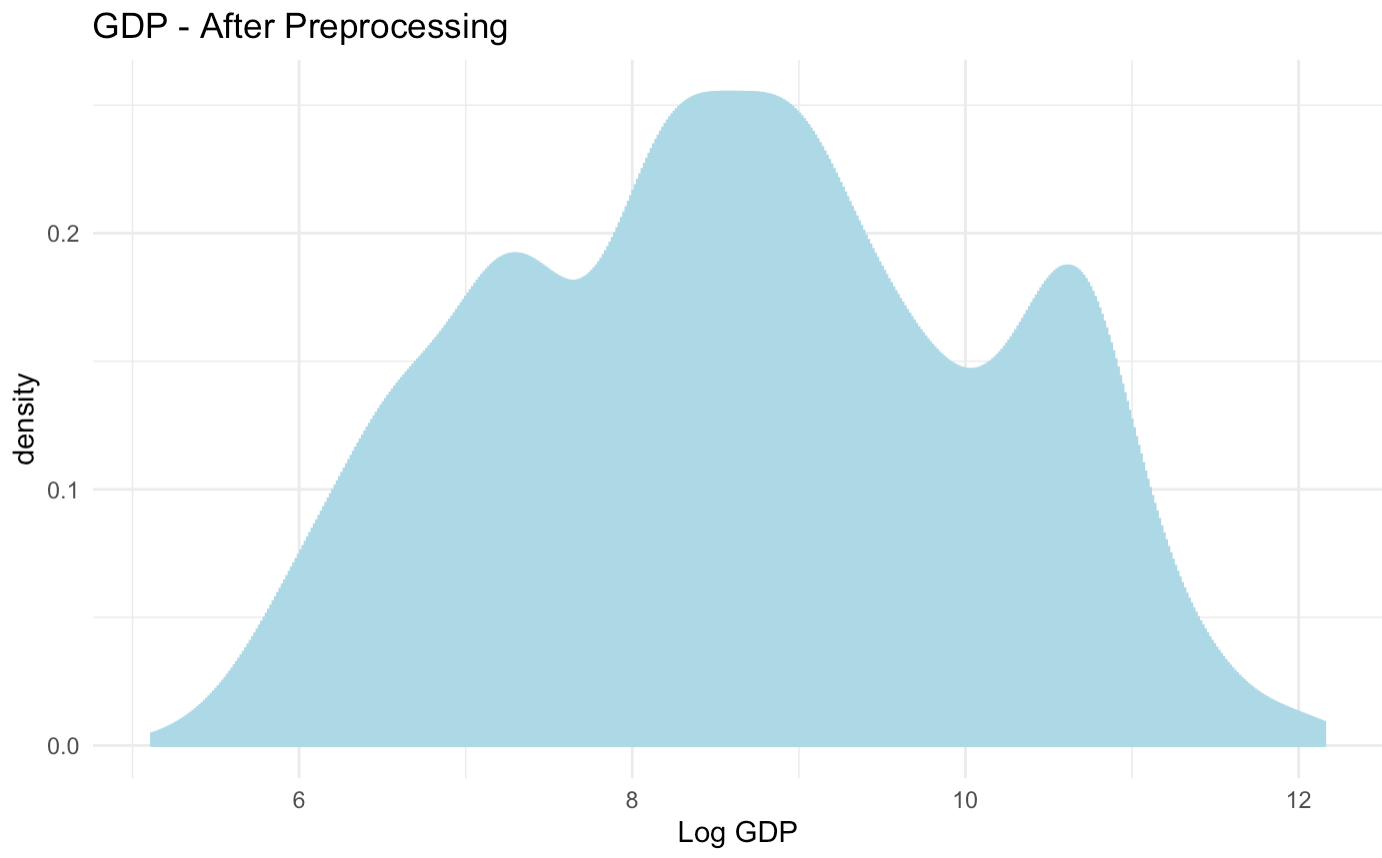 GDP - After Preprocessing
density
0.2
0.1
0.0
6 8 10 12
Log GDP